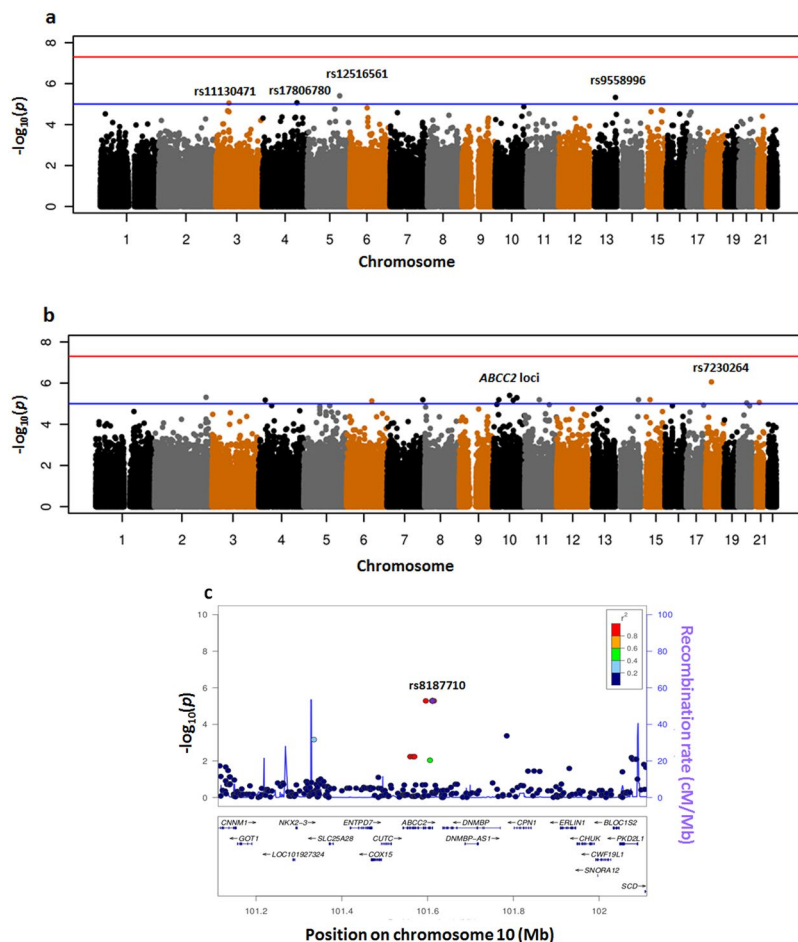 a
8
6
4
2
0
-log10(p)
rs11130471
rs17806780
rs12516561
rs9558996
1 2 3 4 5 6 7 8 9 10 11 12 13 15 17 19 21
Chromosome
b
8
6
4
2
0
-log10(p)
ABCC2 loci
rs7230264
1 2 3 4 5 6 7 8 9 10 11 12 13 15 17 19 21
Chromosome
c
10
8
6
4
2
0
-log10(p)
rs8187710
r2
0.8
0.6
0.4
0.2
100
80
60
40
20
0
Recombination rate (cM/Mb)
CNNM1→ NKX2-3→ ENTPD7→ ABCC2→ ←DNMBP ←CPN1 ←ERLIN1 ←BLOC1S2
←GOT1 ←SLC25A28 CUTC→ DNMBP-AS1→ ←CHUK ←PKD2L1
←LOC101927324 ←COX15 ←CWF19L1
←SNORA12
SCD→
101.2 101.4 101.6 101.8 102
Position on chromosome 10 (Mb)